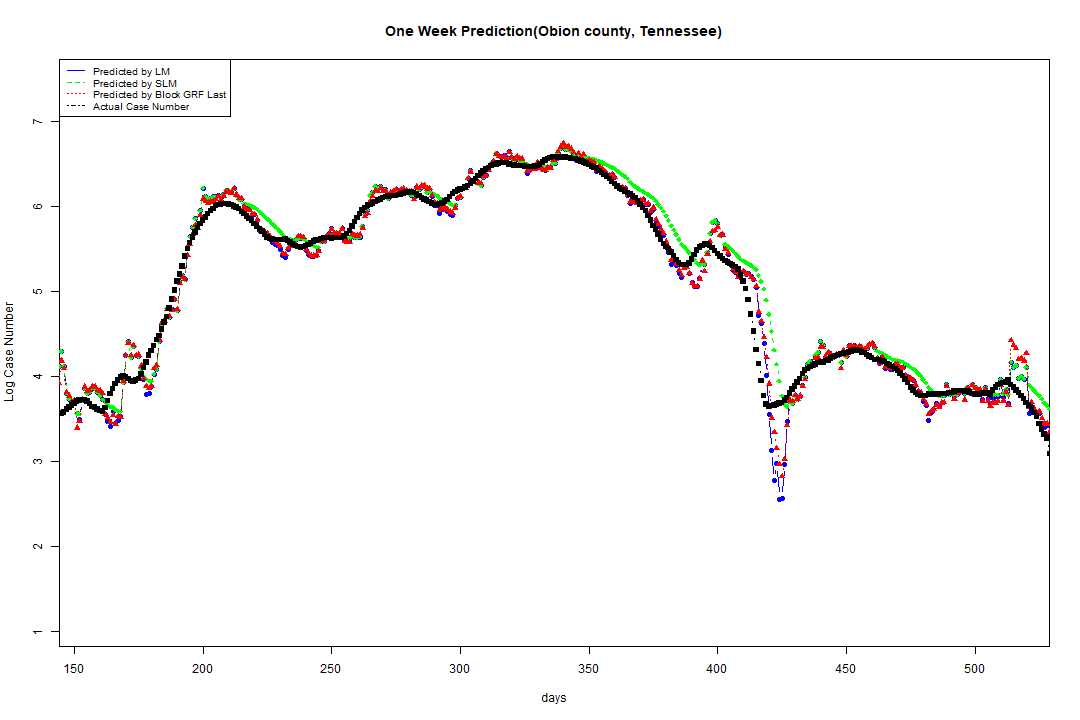 One Week Prediction(Obion county, Tennessee)
Predicted by LM
Predicted by SLM
Predicted by Block GRF Last
Actual Case Number
7
6
5
4
3
2
1
Log Case Number
150 200 250 300 350 400 450 500
days